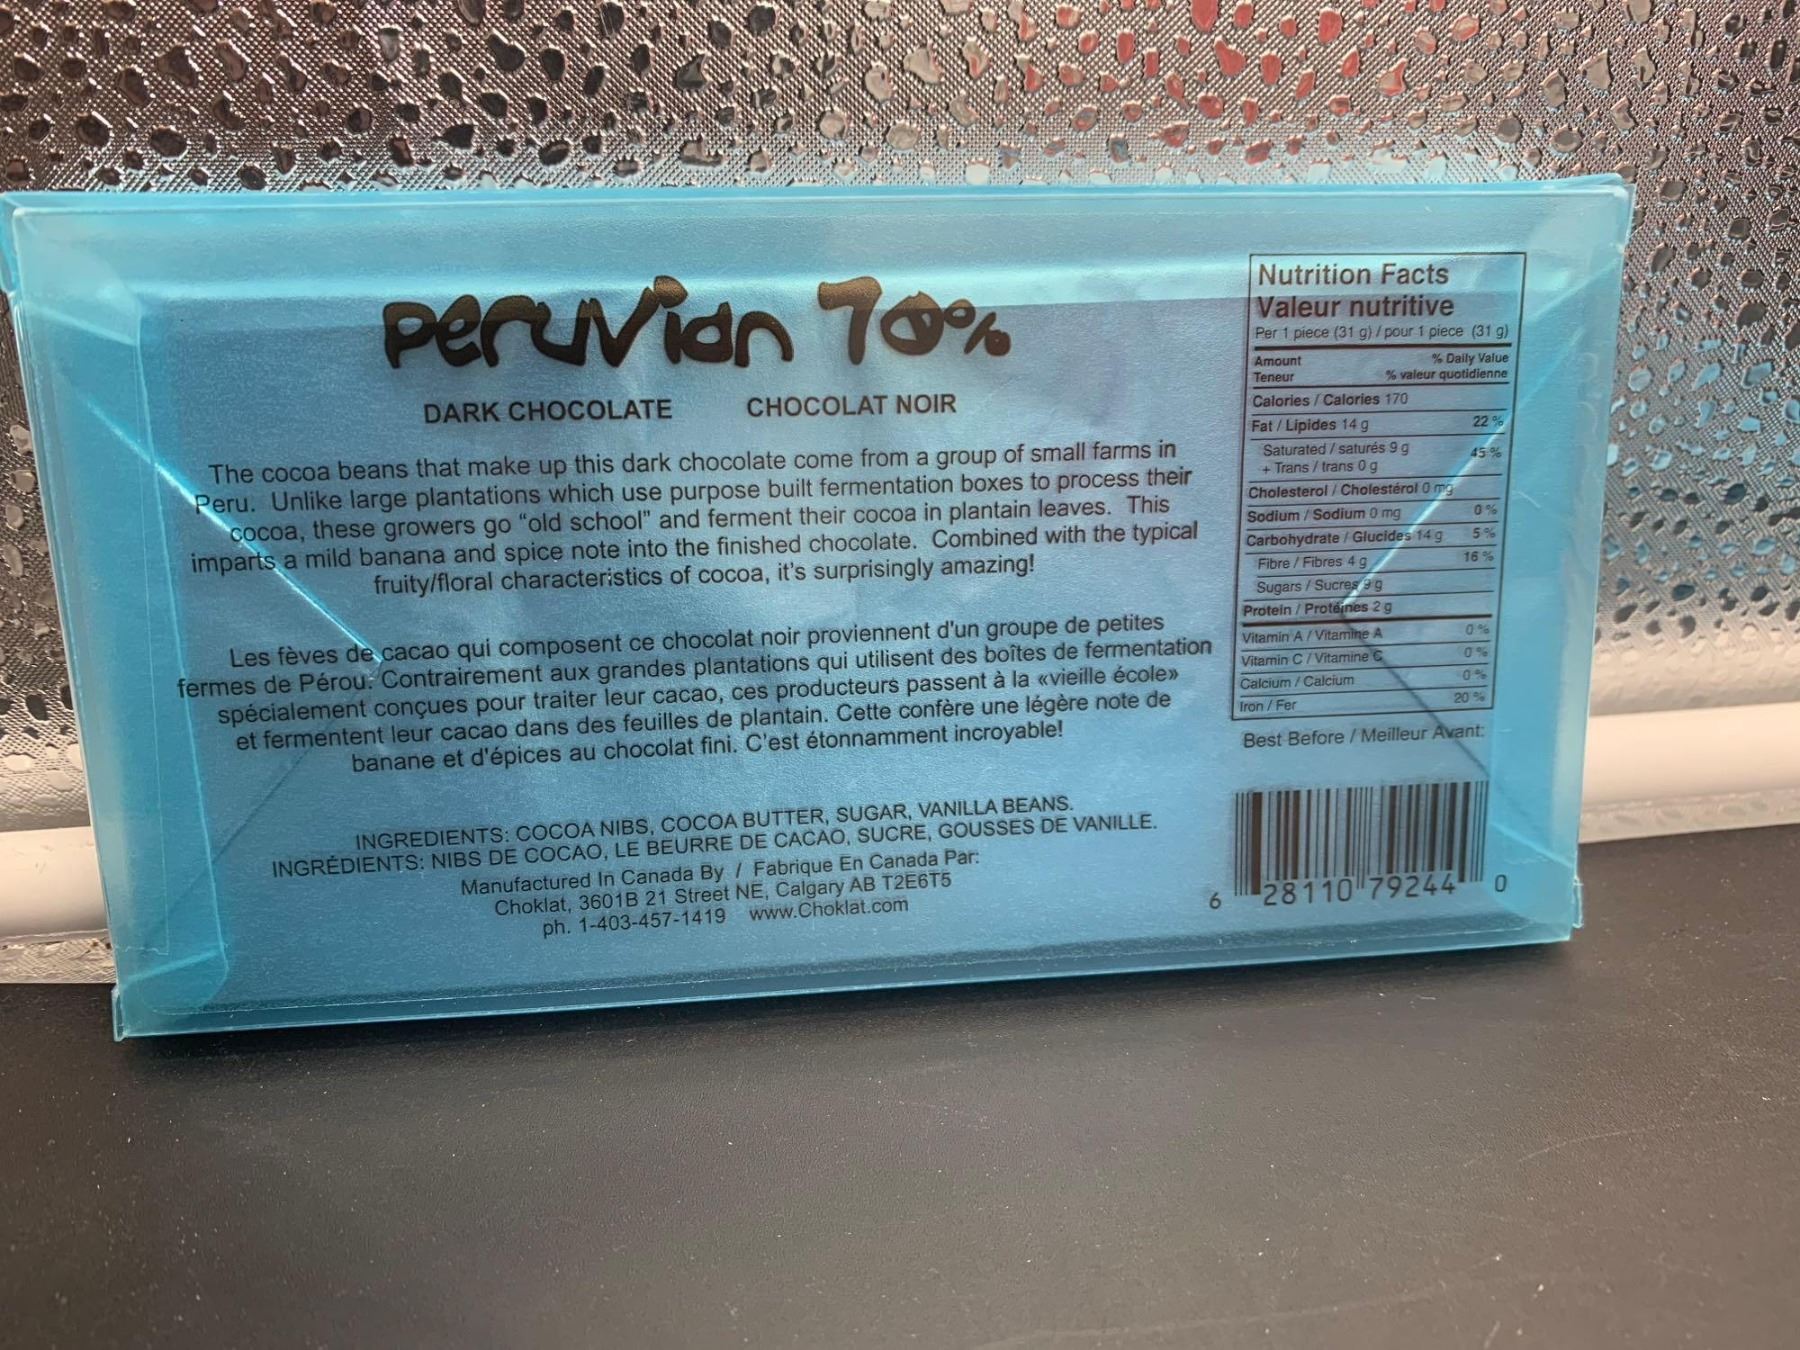 peruvian 70%
DARK CHOCOLATE CHOCOLAT NOIR
The cocoa beans that make up this dark chocolate come from a group of small farms in
Peru. Unlike large plantations which use purpose built fermentation boxes to process their
cocoa, these growers go "old school" and ferment their cocoa in plantain leaves. This
imparts a mild banana and spice note into the finished chocolate. Combined with the typical
fruity/floral characteristics of cocoa, it's surprisingly amazing!
Les fèves de cacao qui composent ce chocolat noir proviennent d'un groupe de petites
fermes de Pérou. Contrairement aux grandes plantations qui utilisent des boîtes de fermentation
spécialement conçues pour traiter leur cacao, ces producteurs passent à la «vieille école»
et fermentent leur cacao dans des feuilles de plantain. Cette confère une légère note de
banane et d'épices au chocolat fini. C'est étonnamment incroyable!
INGREDIENTS: COCOA NIBS, COCOA BUTTER, SUGAR, VANILLA BEANS.
INGRÉDIENTS: NIBS DE COCAO, LE BEURRE DE CACAO, SUCRE, GOUSSES DE VANILLE.
Manufactured In Canada By / Fabrique En Canada Par:
Choklat, 3601B 21 Street NE, Calgary AB T2E6T5
ph. 1-403-457-1419 www.Choklat.com
Nutrition Facts
Valeur nutritive
Per 1 piece (31 g) / pour 1 piece (31 g)
Amount % Daily Value
Teneur % valeur quotidienne
Calories / Calories 170
Fat / Lipides 14 g 22 %
Saturated / saturés 9 g 45 %
+ Trans / trans 0 g
Cholesterol / Cholestérol 0 mg
Sodium / Sodium 0 mg 0 %
Carbohydrate / Glucides 14 g 5 %
Fibre / Fibres 4 g 16 %
Sugars / Sucres 9 g
Protein / Protéines 2 g
Vitamin A / Vitamine A 0 %
Vitamin C / Vitamine C 0 %
Calcium / Calcium 0 %
Iron / Fer 20 %
Best Before / Meilleur Avant:
6 28110 79244 0